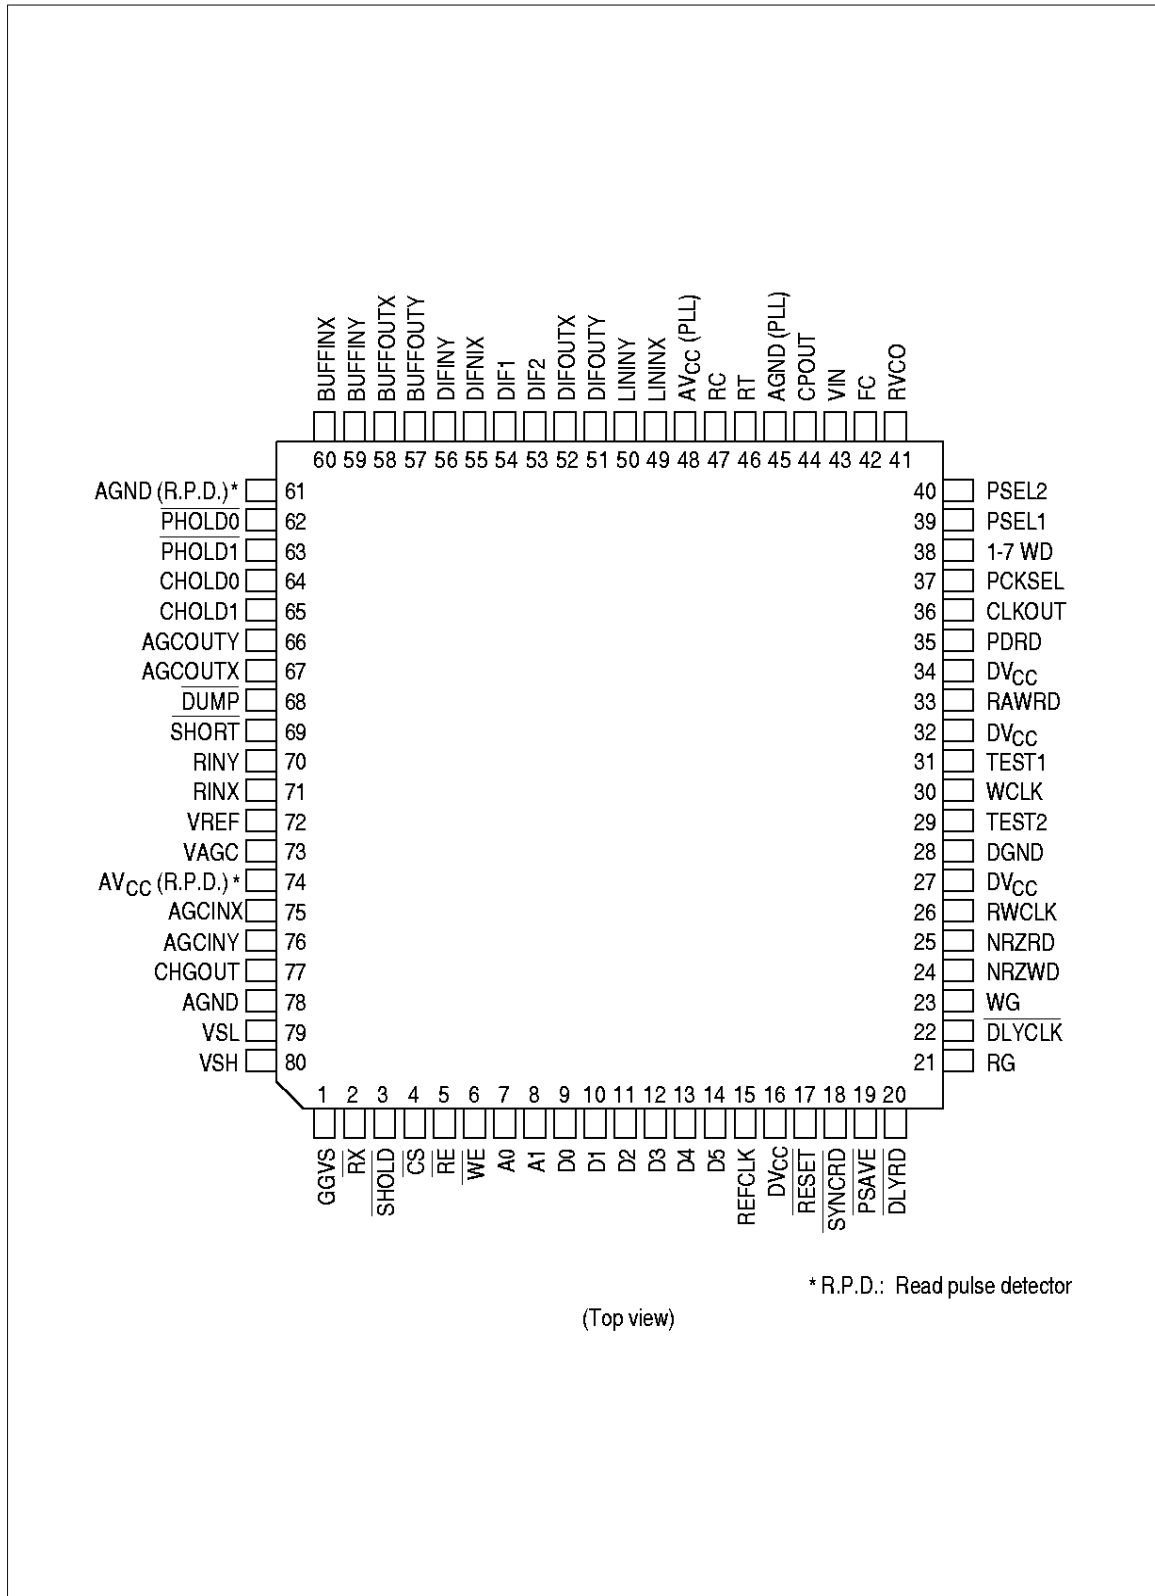 BUFFINX
BUFFINY
BUFFOUTX
BUFFOUTY
DIFINY
DIFNIX
DIF1
DIF2
DIFOUTX
DIFOUTY
LININY
LININX
AVCC (PLL)
RC
RT
AGND (PLL)
CPOUT
VIN
FC
RVCO
60 59 58 57 56 55 54 53 52 51 50 49 48 47 46 45 44 43 42 41
AGND (R.P.D.) * 61
PHOLD0 62
PHOLD1 63
CHOLD0 64
CHOLD1 65
AGCOUTY 66
AGCOUTX 67
DUMP 68
SHORT 69
RINY 70
RINX 71
VREF 72
VAGC 73
AVCC (R.P.D.) * 74
AGCINX 75
AGCINY 76
CHGOUT 77
AGND 78
VSL 79
VSH 80
40 PSEL2
39 PSEL1
38 1-7 WD
37 PCKSEL
36 CLKOUT
35 PDRD
34 DVCC
33 RAWRD
32 DVCC
31 TEST1
30 WCLK
29 TEST2
28 DGND
27 DVCC
26 RWCLK
25 NRZRD
24 NRZWD
23 WG
22 DLYCLK
21 RG
1 2 3 4 5 6 7 8 9 10 11 12 13 14 15 16 17 18 19 20
GGVS
RX
SHOLD
CS
RE
WE
A0
A1
D0
D1
D2
D3
D4
D5
REFCLK
DVCC
RESET
SYNCRD
PSAVE
DLYRD
* R.P.D.: Read pulse detector
(Top view)